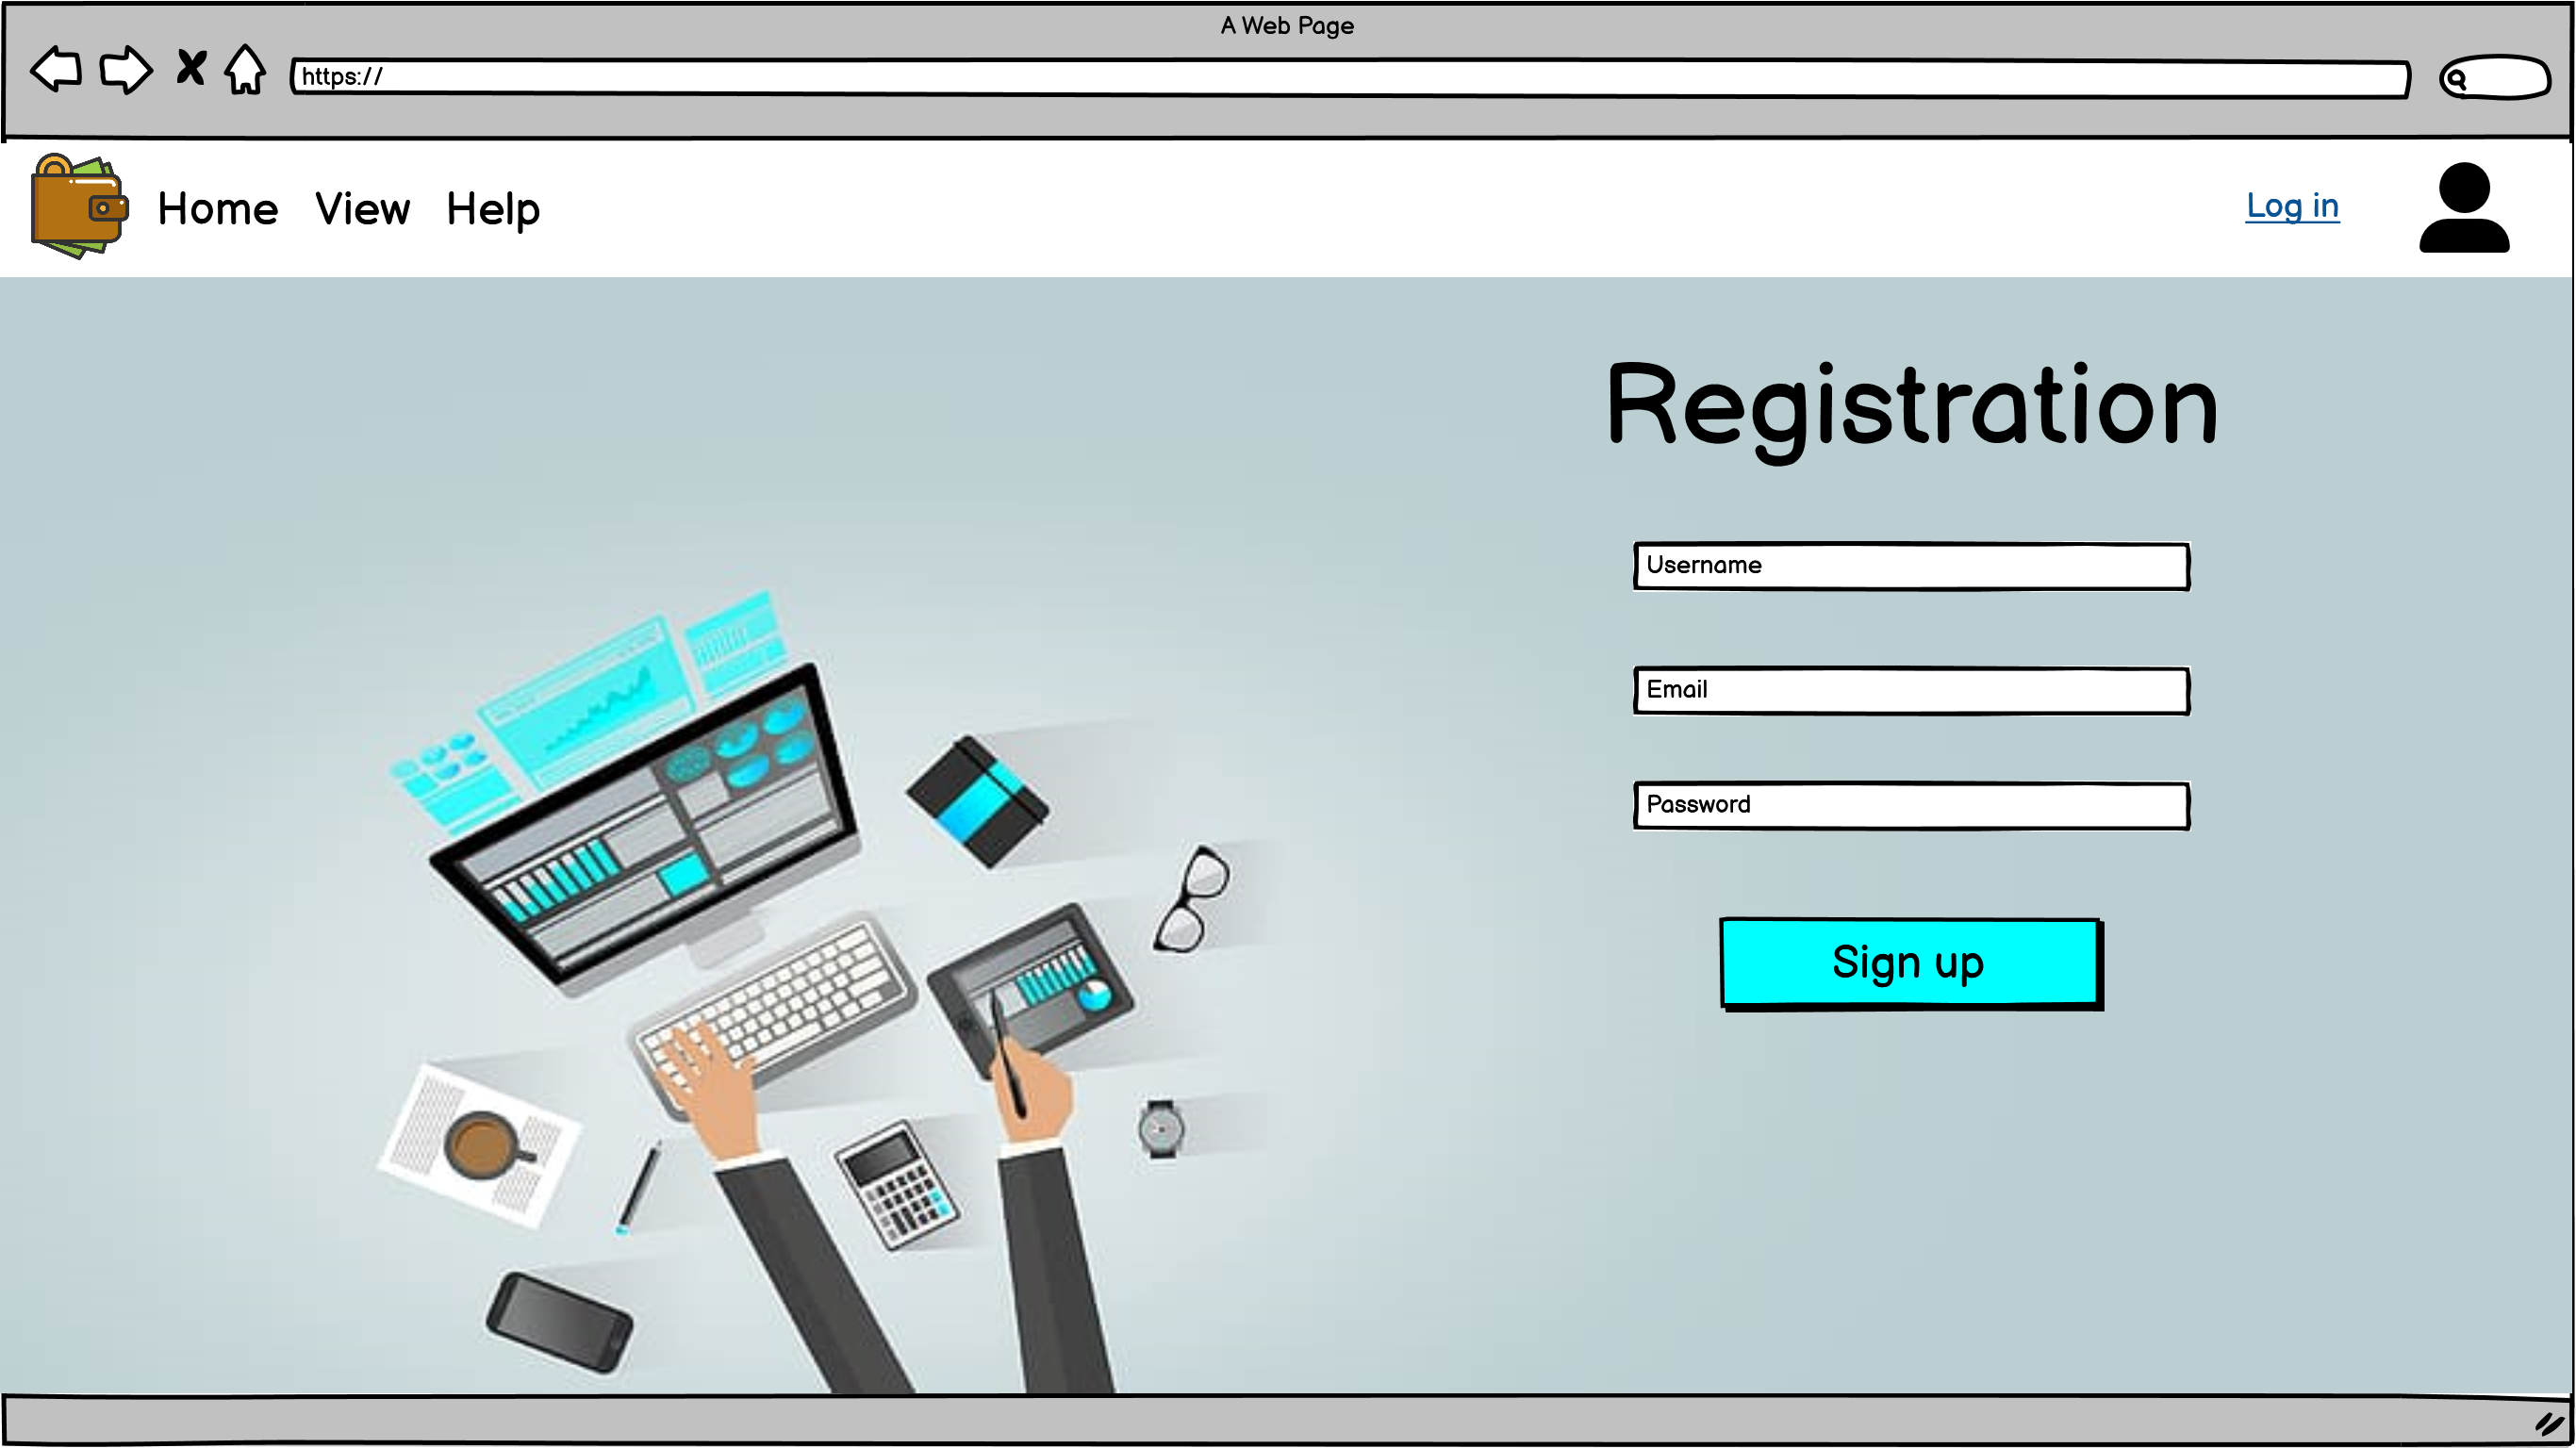 A Web Page
https://
Home View Help
Log in
Registration
Username
Email
Password
Sign up